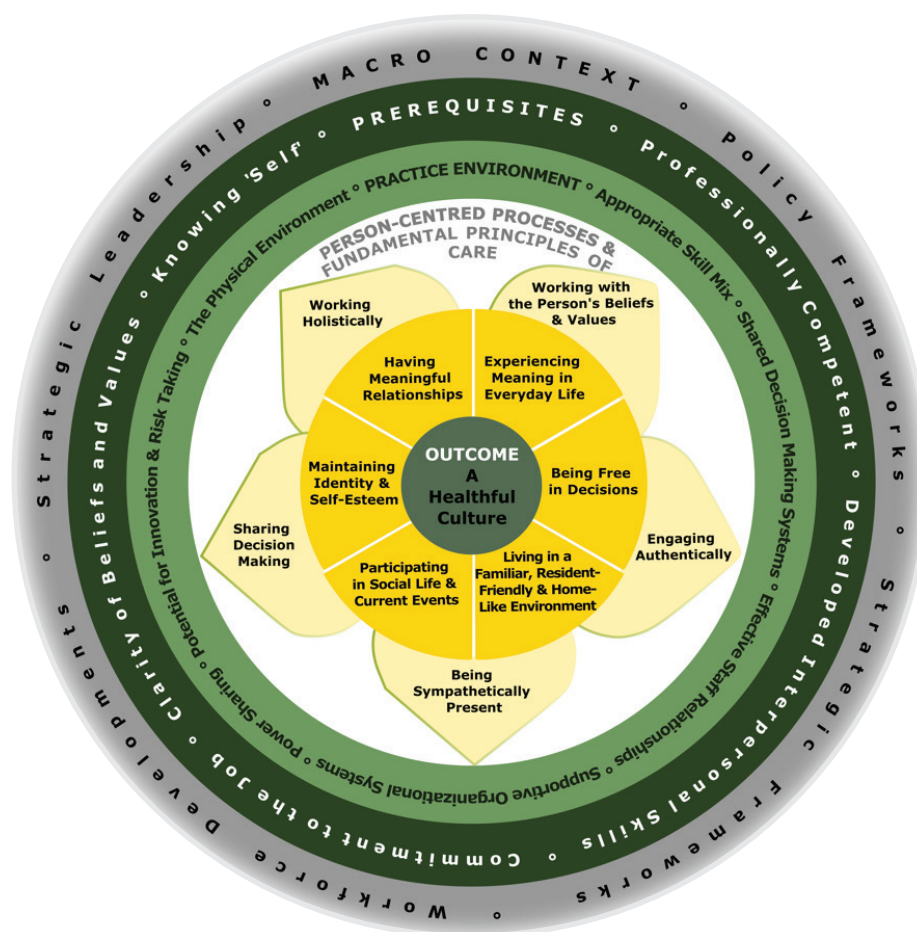 MACRO CONTEXT ° Policy Frameworks ° Strategic Frameworks ° Workforce Developments ° Strategic Leadership °
PREREQUISITES ° Professionally Competent ° Developed Interpersonal Skills ° Commitment to the Job ° Clarity of Beliefs and Values ° Knowing 'Self' °
PRACTICE ENVIRONMENT ° Appropriate Skill Mix ° Shared Decision Making Systems ° Effective Staff Relationships ° Supportive Organizational Systems ° Power Sharing ° Potential for Innovation & Risk Taking ° The Physical Environment °
PERSON-CENTRED PROCESSES &
FUNDAMENTAL PRINCIPLES OF
CARE
Working
Holistically
Working with
the Person's Beliefs
& Values
Engaging
Authentically
Being
Sympathetically
Present
Sharing
Decision
Making
Having
Meaningful
Relationships
Experiencing
Meaning in
Everyday Life
Being Free
in Decisions
Living in a
Familiar, Resident-
Friendly & Home-
Like Environment
Participating
in Social Life &
Current Events
Maintaining
Identity &
Self-Esteem
OUTCOME
A
Healthful
Culture